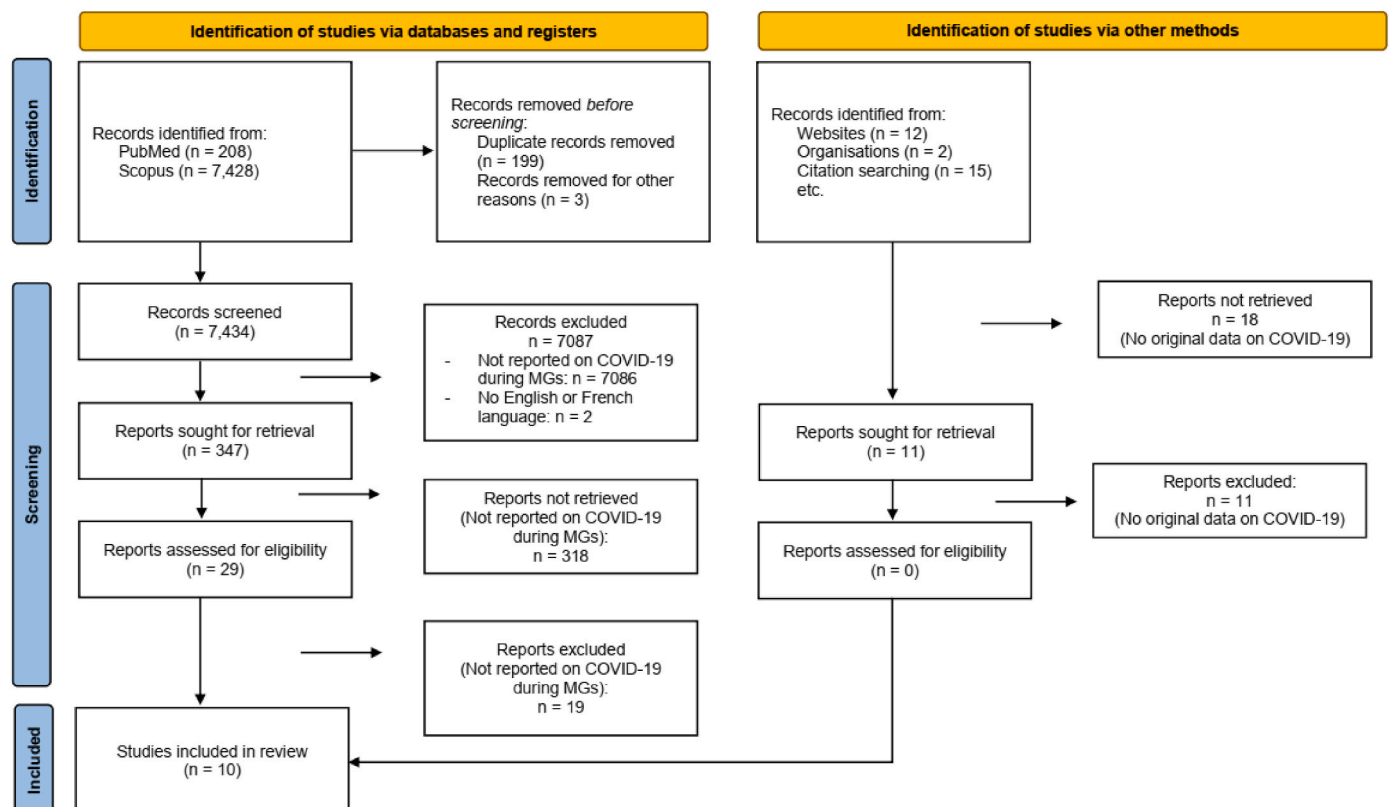 Identification of studies via databases and registers
Identification of studies via other methods
Identification
Records identified from:
PubMed (n = 208)
Scopus (n = 7,428)
Records removed before
screening:
Duplicate records removed
(n = 199)
Records removed for other
reasons (n = 3)
Records identified from:
Websites (n = 12)
Organisations (n = 2)
Citation searching (n = 15)
etc.
Screening
Records screened
(n = 7,434)
Records excluded
n = 7087
- Not reported on COVID-19
during MGs: n = 7086
- No English or French
language: n = 2
Reports not retrieved
n = 18
(No original data on COVID-19)
Reports sought for retrieval
(n = 347)
Reports sought for retrieval
(n = 11)
Reports not retrieved
(Not reported on COVID-19
during MGs):
n = 318
Reports excluded:
n = 11
(No original data on COVID-19)
Reports assessed for eligibility
(n = 29)
Reports assessed for eligibility
(n = 0)
Reports excluded
(Not reported on COVID-19
during MGs):
n = 19
Included
Studies included in review
(n = 10)